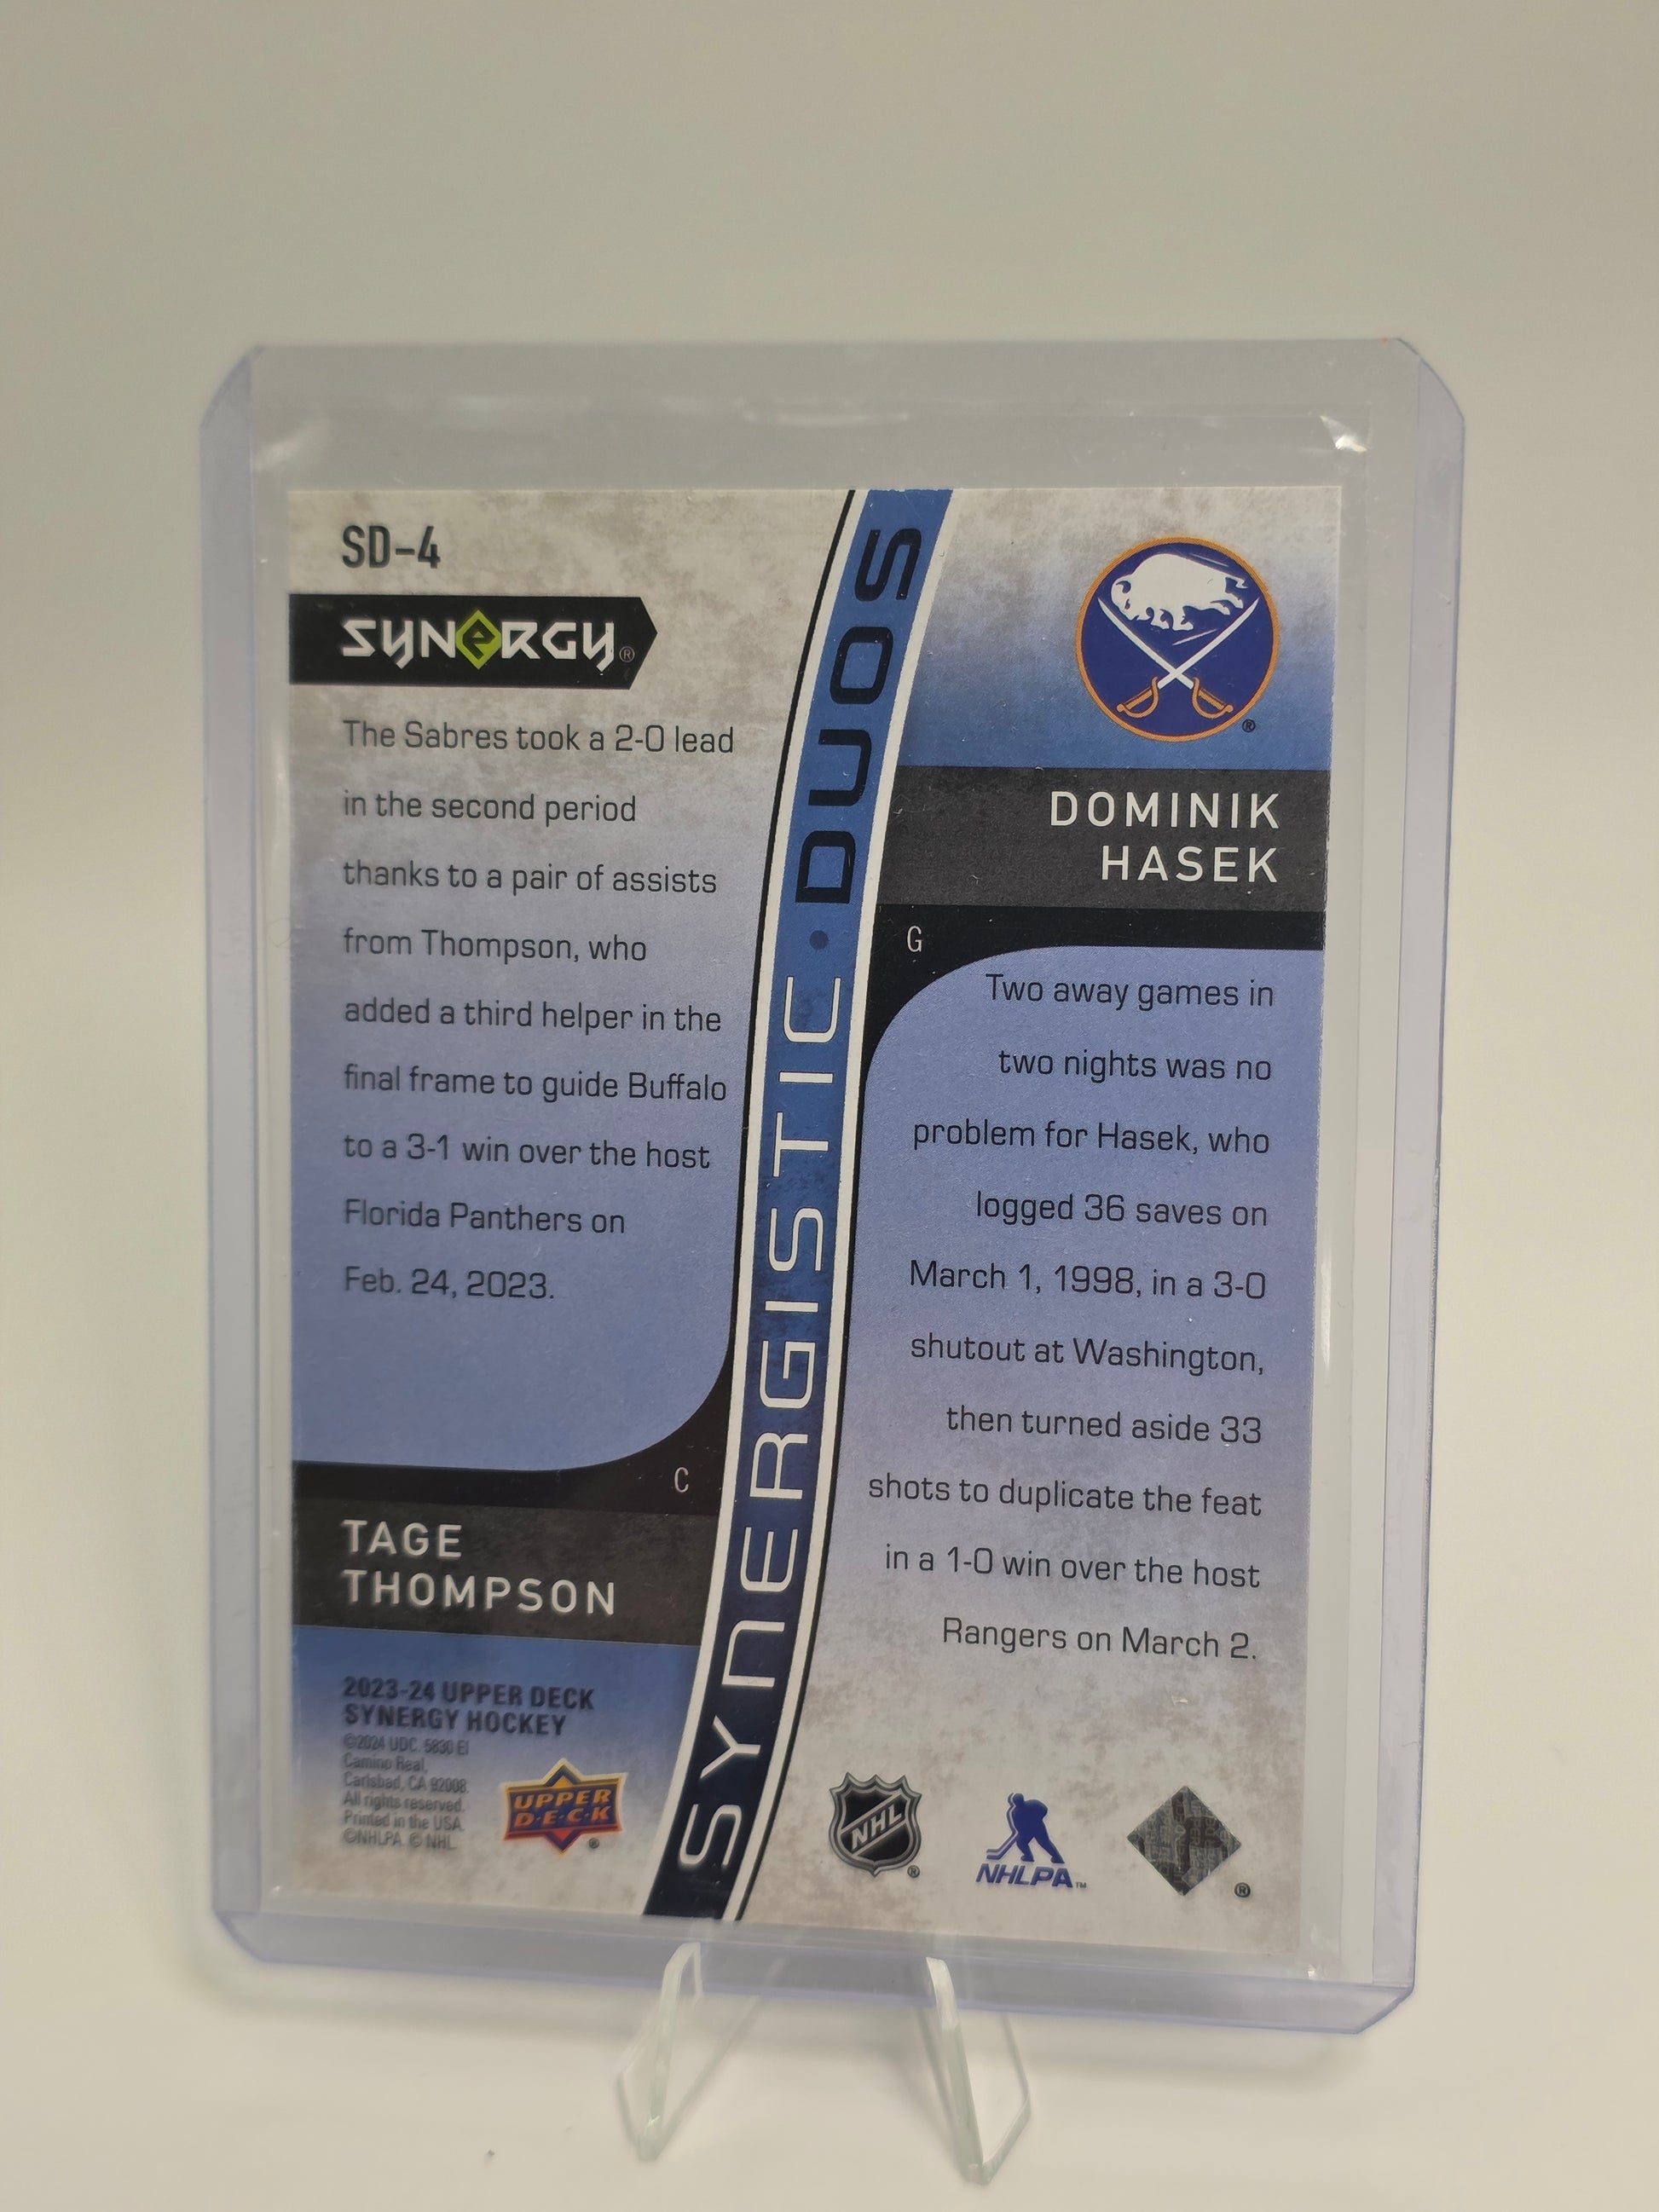 SD-4
SYNERGY®
The Sabres took a 2-0 lead
in the second period
thanks to a pair of assists
from Thompson, who
added a third helper in the
final frame to guide Buffalo
to a 3-1 win over the host
Florida Panthers on
Feb. 24, 2023.
C
TAGE
THOMPSON
2023-24 UPPER DECK
SYNERGY HOCKEY
©2024 UDC. 5830 El
Camino Real,
Carlsbad, CA 92008.
All rights reserved.
Printed in the USA.
©NHLPA. © NHL.
UPPER
D·E·C·K
®
SYNERGISTIC • DUOS
®
DOMINIK
HASEK
G
Two away games in
two nights was no
problem for Hasek, who
logged 36 saves on
March 1, 1998, in a 3-0
shutout at Washington,
then turned aside 33
shots to duplicate the feat
in a 1-0 win over the host
Rangers on March 2.
NHL
®
NHLPA™
®